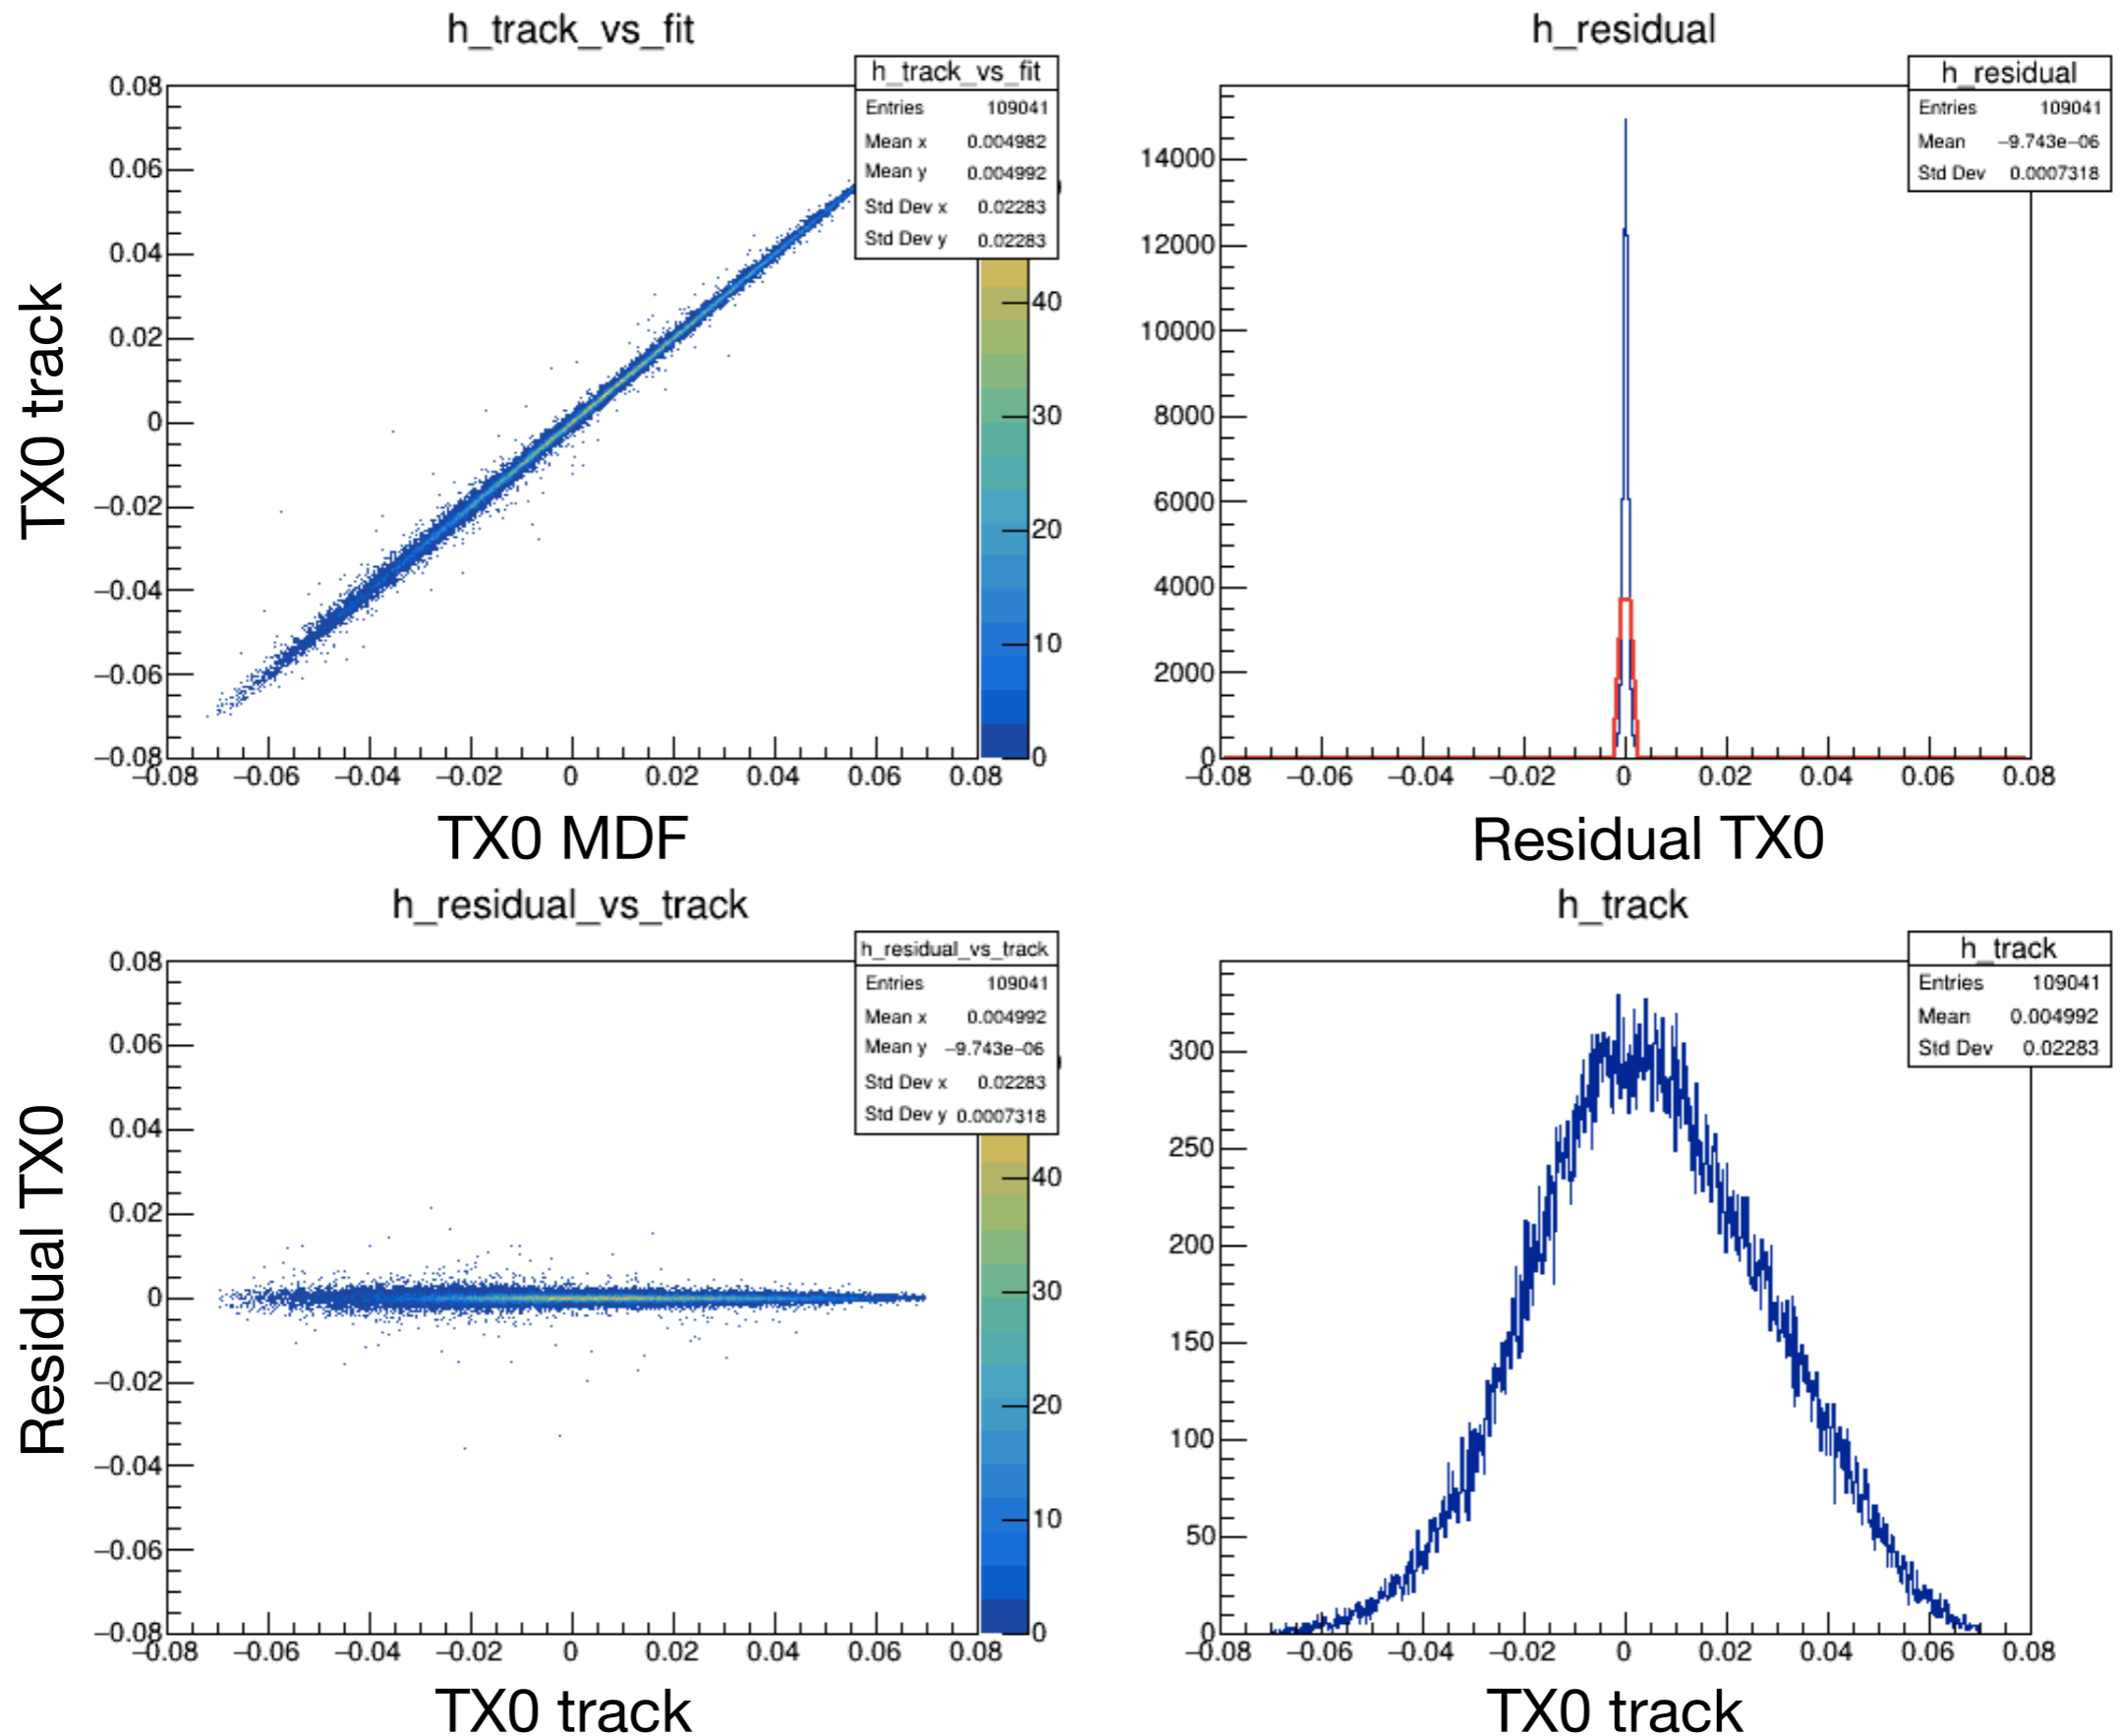 h_track_vs_fit
h_track_vs_fit
Entries 109041
Mean x 0.004982
Mean y 0.004992
Std Dev x 0.02283
Std Dev y 0.02283
0.08
0.06
0.04
0.02
0
−0.02
−0.04
−0.06
−0.08
TX0 track
−0.08 −0.06 −0.04 −0.02 0 0.02 0.04 0.06 0.08
40
30
20
10
0
TX0 MDF
h_residual
h_residual
Entries 109041
Mean −9.743e−06
Std Dev 0.0007318
14000
12000
10000
8000
6000
4000
2000
0
−0.08 −0.06 −0.04 −0.02 0 0.02 0.04 0.06 0.08
Residual TX0
h_residual_vs_track
h_residual_vs_track
Entries 109041
Mean x 0.004992
Mean y −9.743e−06
Std Dev x 0.02283
Std Dev y 0.0007318
0.08
0.06
0.04
0.02
0
−0.02
−0.04
−0.06
−0.08
Residual TX0
−0.08 −0.06 −0.04 −0.02 0 0.02 0.04 0.06 0.08
40
30
20
10
0
TX0 track
h_track
h_track
Entries 109041
Mean 0.004992
Std Dev 0.02283
300
250
200
150
100
50
0
−0.08 −0.06 −0.04 −0.02 0 0.02 0.04 0.06 0.08
TX0 track